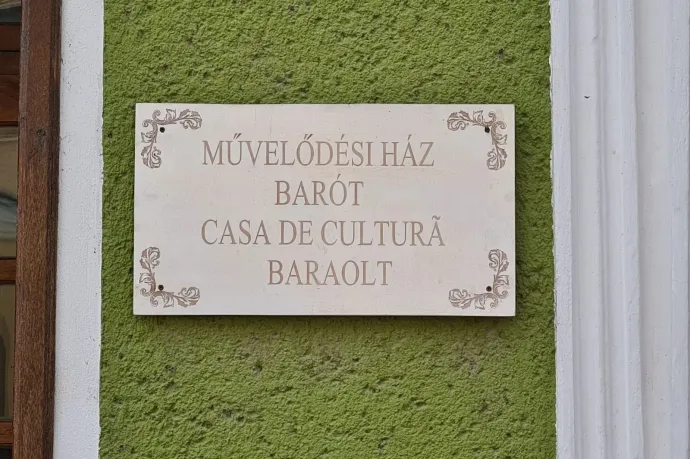 MŰVELŐDÉSI HÁZ
BARÓT
CASA DE CULTURÃ
BARAOLT